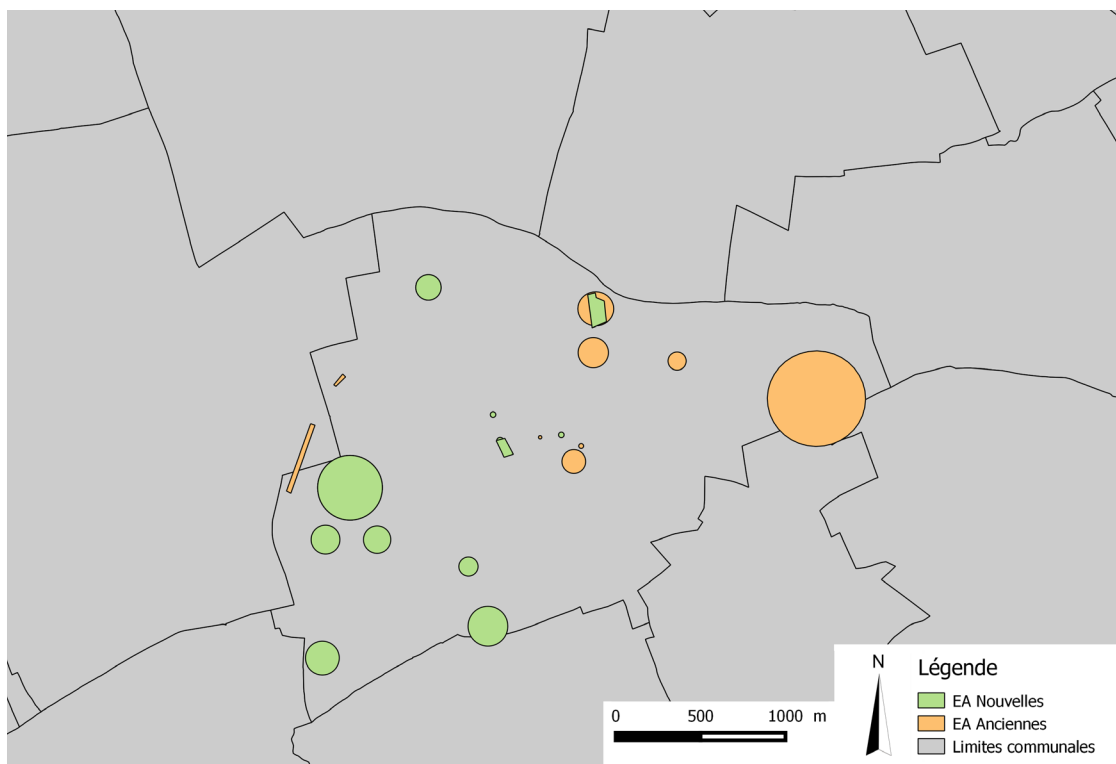 N
Légende
EA Nouvelles
EA Anciennes
Limites communales
0 500 1000 m